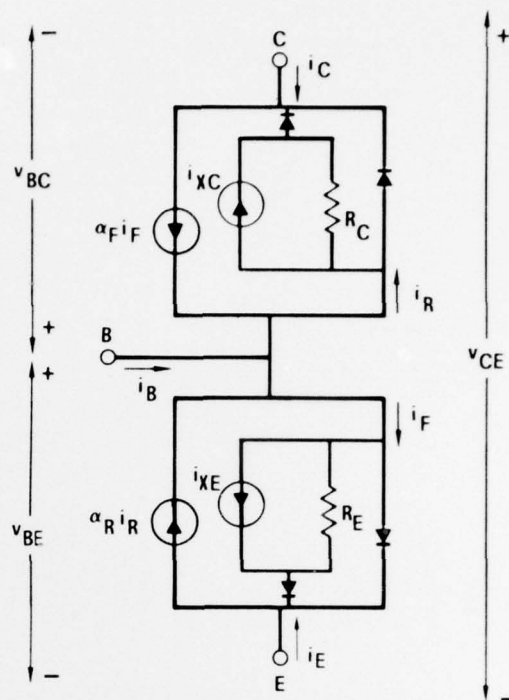 −
+
C
i_C
v_BC
i_XC
R_C
α_F i_F
i_R
+
B
+
i_B
v_CE
i_F
i_XE
R_E
α_R i_R
v_BE
i_E
E
−
−